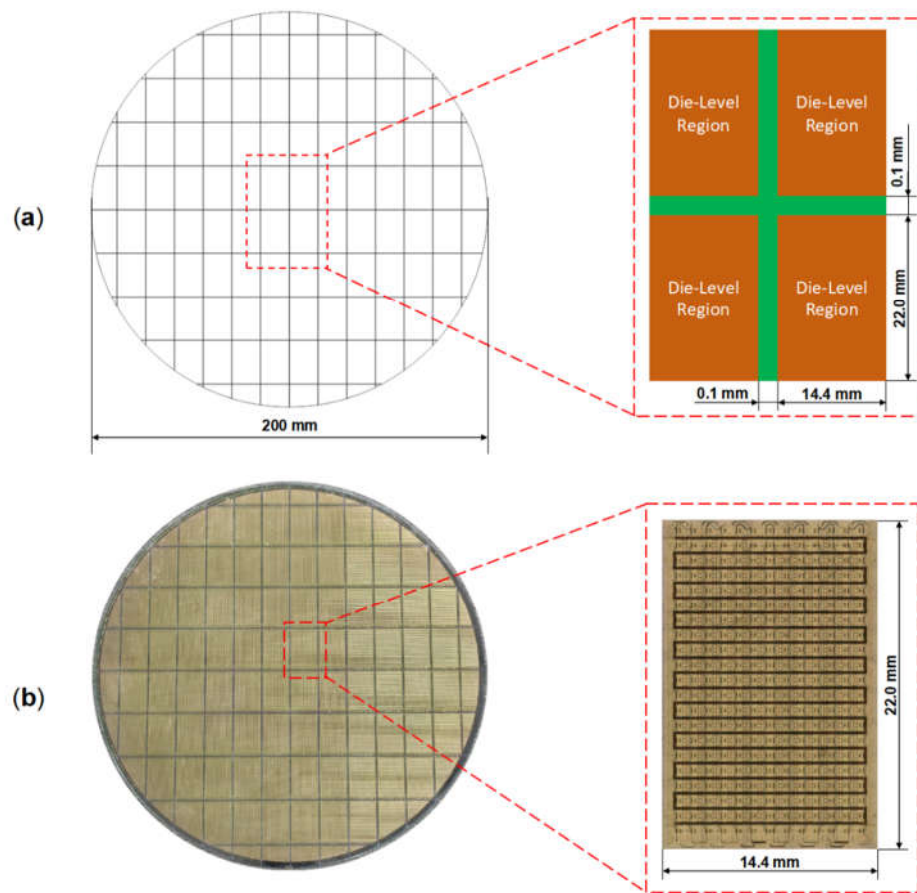 (a)
Die-Level
Region
Die-Level
Region
Die-Level
Region
Die-Level
Region
0.1 mm
22.0 mm
0.1 mm
14.4 mm
200 mm
(b)
22.0 mm
14.4 mm